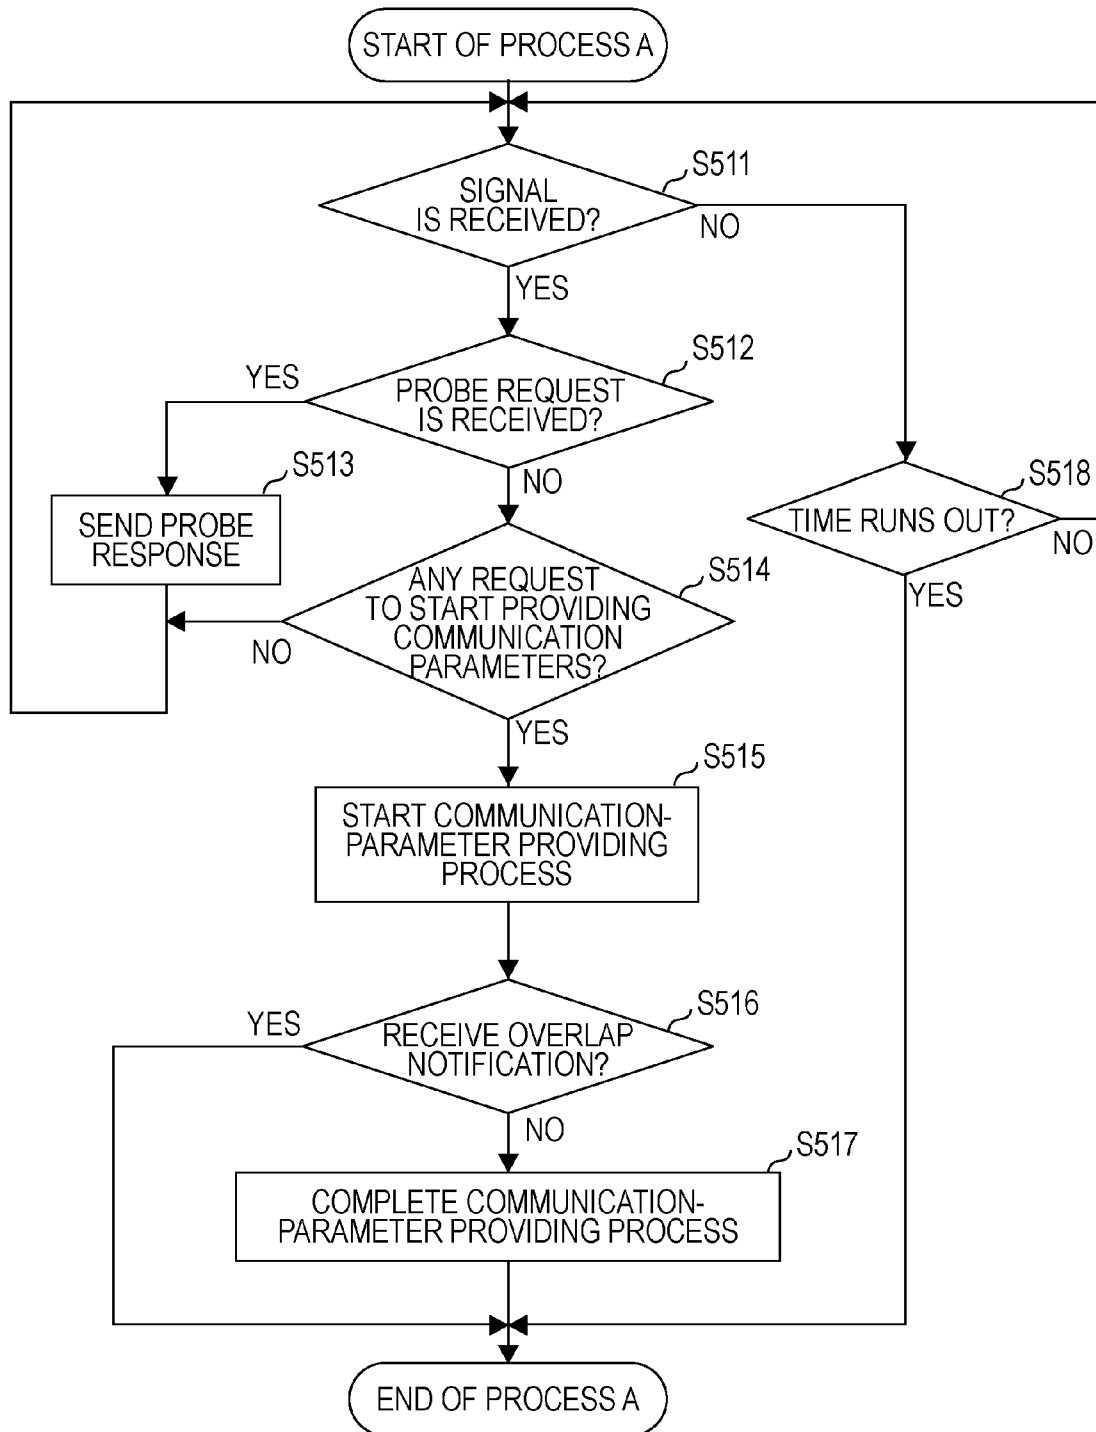 START OF PROCESS A
S511
SIGNAL
IS RECEIVED?
NO
YES
S512
YES
PROBE REQUEST
IS RECEIVED?
NO
S513
SEND PROBE
RESPONSE
S518
TIME RUNS OUT?
NO
YES
S514
ANY REQUEST
TO START PROVIDING
COMMUNICATION
PARAMETERS?
NO
YES
S515
START COMMUNICATION-
PARAMETER PROVIDING
PROCESS
S516
YES
RECEIVE OVERLAP
NOTIFICATION?
NO
S517
COMPLETE COMMUNICATION-
PARAMETER PROVIDING PROCESS
END OF PROCESS A